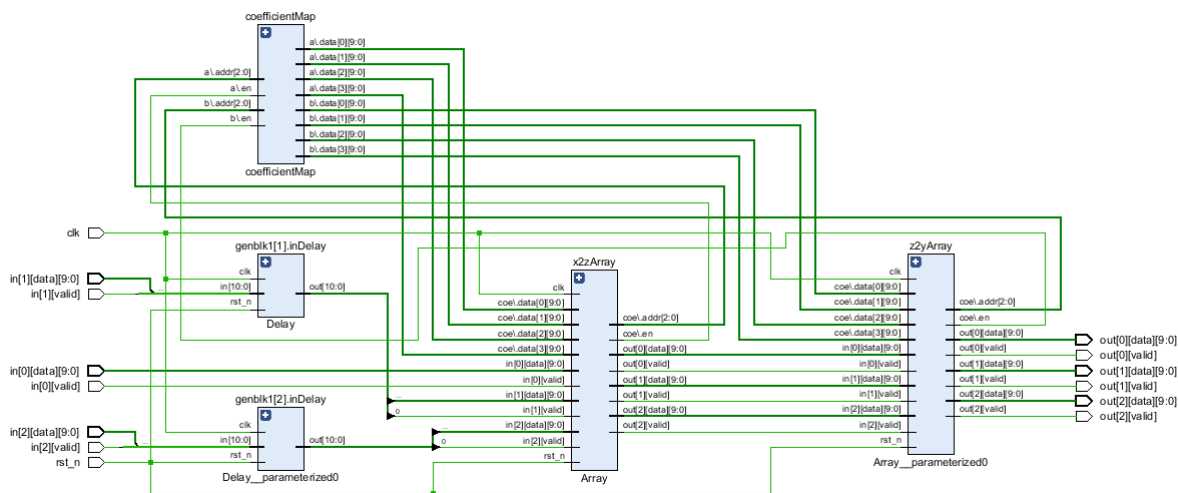 coefficientMap
a\.data[0][9:0]
a\.data[1][9:0]
a\.addr[2:0]
a\.data[2][9:0]
a\.en
a\.data[3][9:0]
b\.addr[2:0]
b\.data[0][9:0]
b\.en
b\.data[1][9:0]
b\.data[2][9:0]
b\.data[3][9:0]
coefficientMap
clk
genblk1[1].inDelay
clk
in[1][data][9:0]
in[1][valid]
in[10:0]
out[10:0]
rst_n
Delay
in[0][data][9:0]
in[0][valid]
genblk1[2].inDelay
clk
in[2][data][9:0]
in[2][valid]
in[10:0]
out[10:0]
rst_n
rst_n
Delay__parameterized0
0
0
x2zArray
clk
coe\.data[0][9:0]
coe\.data[1][9:0]
coe\.addr[2:0]
coe\.data[2][9:0]
coe\.en
coe\.data[3][9:0]
out[0][data][9:0]
in[0][data][9:0]
out[0][valid]
in[0][valid]
out[1][data][9:0]
in[1][data][9:0]
out[1][valid]
in[1][valid]
out[2][data][9:0]
in[2][data][9:0]
out[2][valid]
in[2][valid]
rst_n
Array
z2yArray
clk
coe\.data[0][9:0]
coe\.data[1][9:0]
coe\.addr[2:0]
coe\.data[2][9:0]
coe\.en
coe\.data[3][9:0]
out[0][data][9:0]
in[0][data][9:0]
out[0][valid]
in[0][valid]
out[1][data][9:0]
in[1][data][9:0]
out[1][valid]
in[1][valid]
out[2][data][9:0]
in[2][data][9:0]
out[2][valid]
in[2][valid]
rst_n
Array__parameterized0
out[0][data][9:0]
out[0][valid]
out[1][data][9:0]
out[1][valid]
out[2][data][9:0]
out[2][valid]